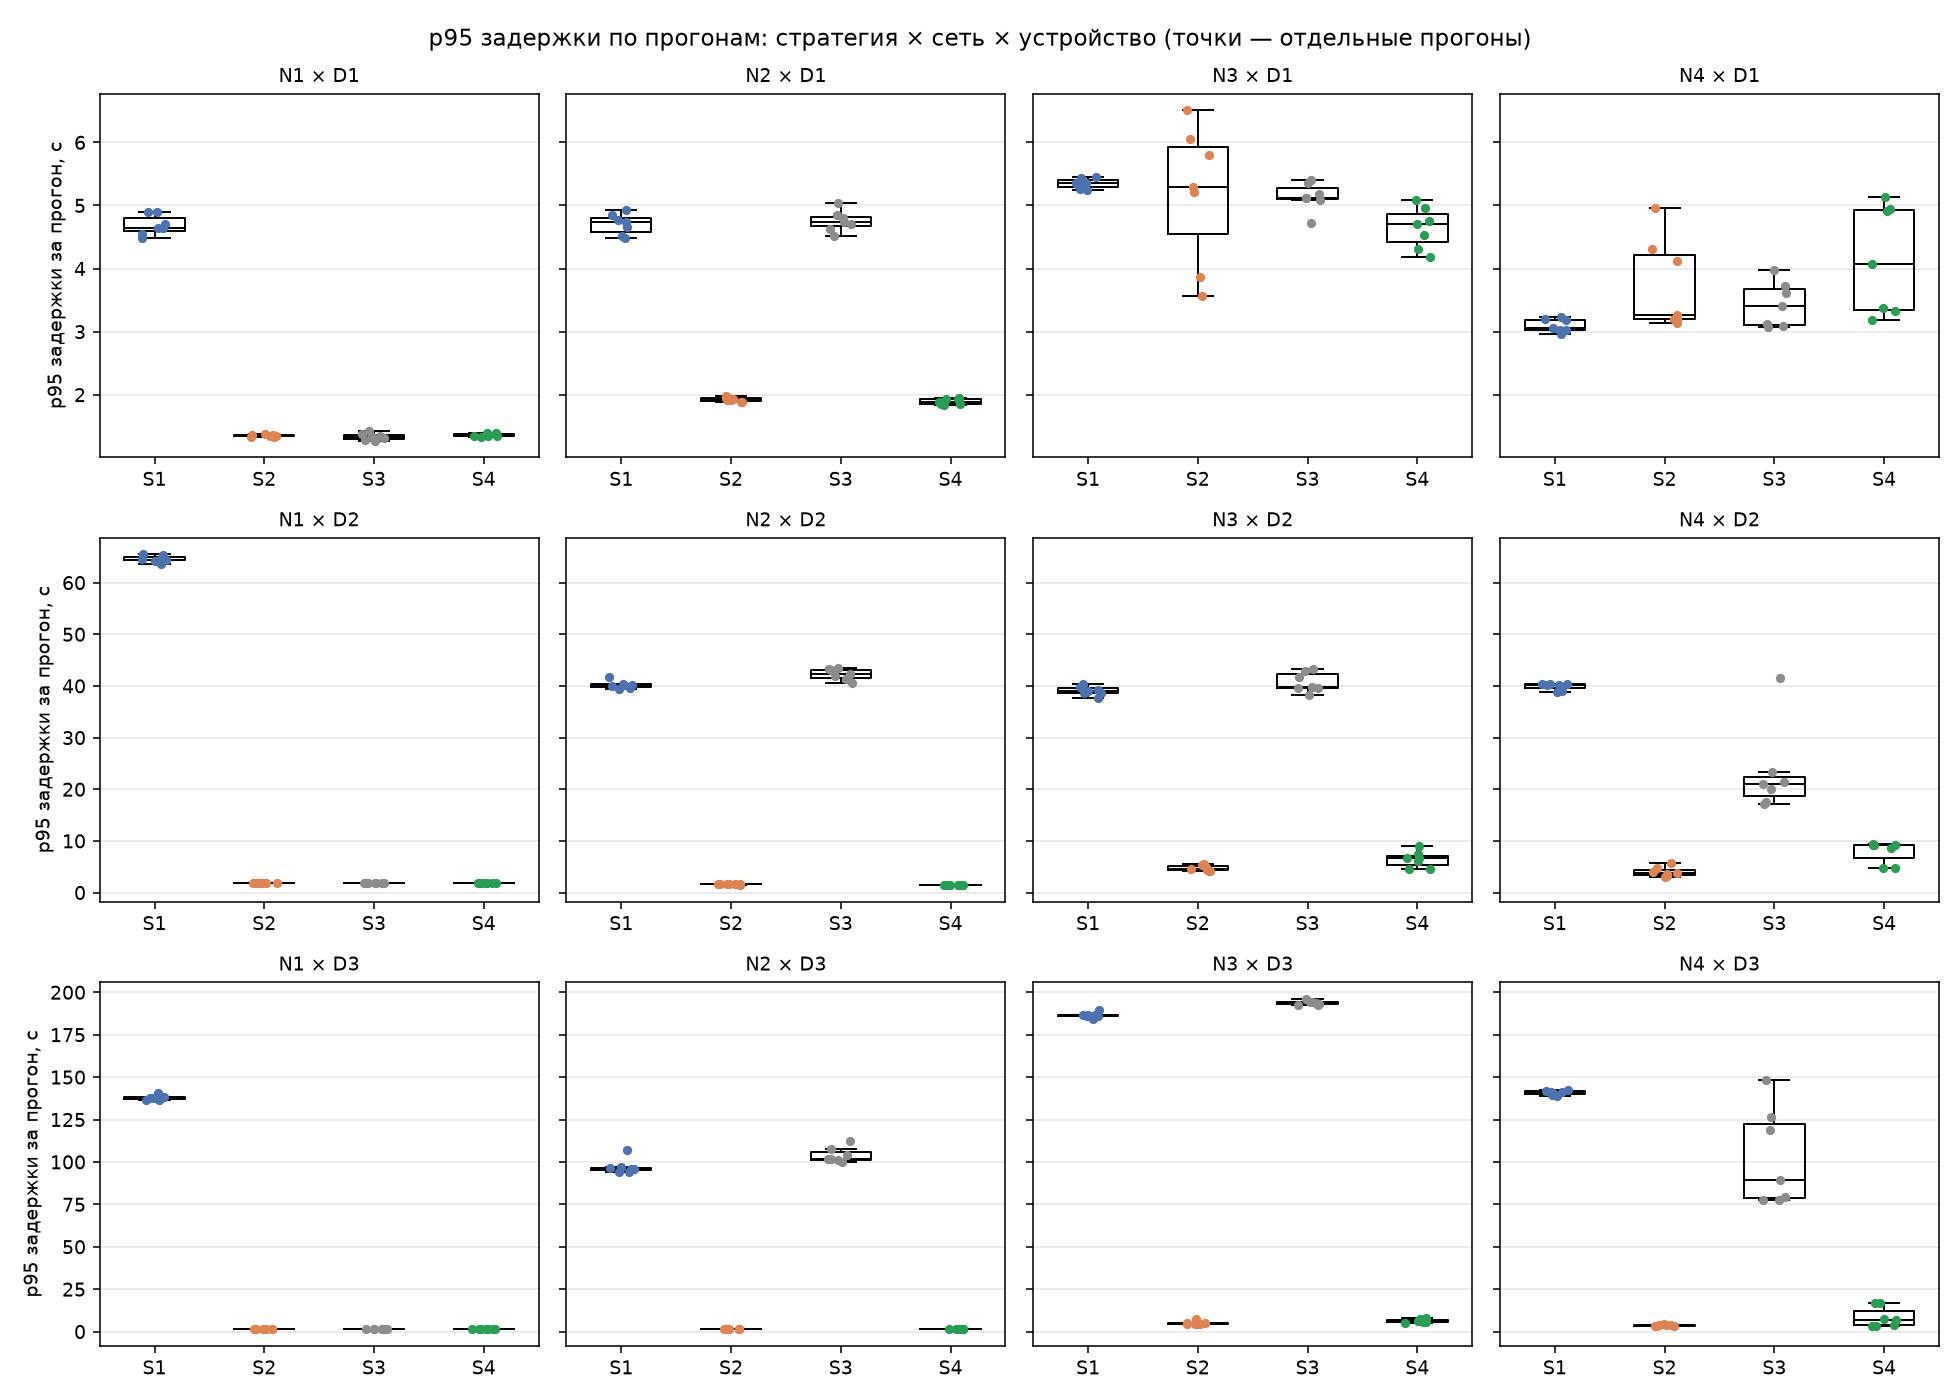 p95 задержки по прогонам: стратегия × сеть × устройство (точки — отдельные прогоны)
N1 × D1
N2 × D1
N3 × D1
N4 × D1
p95 задержки за прогон, с
6
5
4
3
2
S1 S2 S3 S4
S1 S2 S3 S4
S1 S2 S3 S4
S1 S2 S3 S4
N1 × D2
N2 × D2
N3 × D2
N4 × D2
p95 задержки за прогон, с
60
50
40
30
20
10
0
S1 S2 S3 S4
S1 S2 S3 S4
S1 S2 S3 S4
S1 S2 S3 S4
N1 × D3
N2 × D3
N3 × D3
N4 × D3
p95 задержки за прогон, с
200
175
150
125
100
75
50
25
0
S1 S2 S3 S4
S1 S2 S3 S4
S1 S2 S3 S4
S1 S2 S3 S4